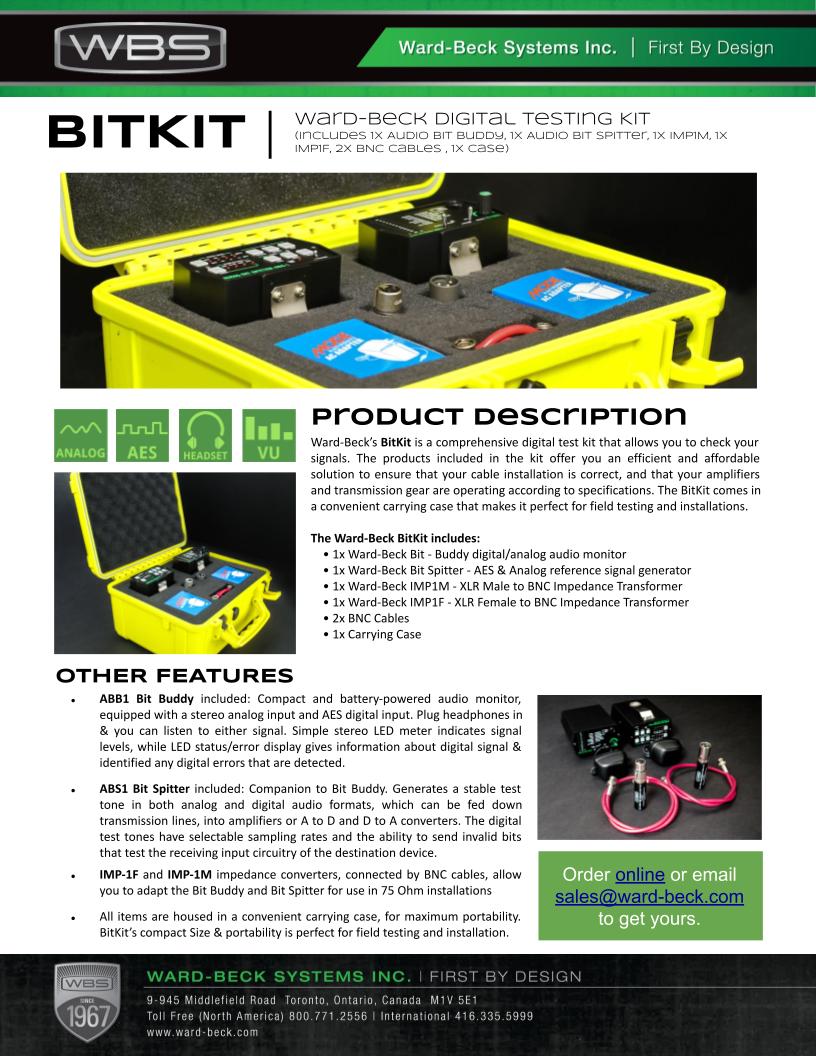 WBS
Ward-Beck Systems Inc. | First By Design
BITKIT
Ward-Beck Digital Testing Kit
(includes 1x Audio Bit Buddy, 1x Audio Bit Spitter, 1x IMP1M, 1x
IMP1F, 2x BNC Cables , 1x Case)
AC ADAPTER
AC ADAPTER
ANALOG
AES
HEADSET
VU
Product Description
Ward-Beck’s BitKit is a comprehensive digital test kit that allows you to check your
signals. The products included in the kit offer you an efficient and affordable
solution to ensure that your cable installation is correct, and that your amplifiers
and transmission gear are operating according to specifications. The BitKit comes in
a convenient carrying case that makes it perfect for field testing and installations.
The Ward-Beck BitKit includes:
• 1x Ward-Beck Bit - Buddy digital/analog audio monitor
• 1x Ward-Beck Bit Spitter - AES & Analog reference signal generator
• 1x Ward-Beck IMP1M - XLR Male to BNC Impedance Transformer
• 1x Ward-Beck IMP1F - XLR Female to BNC Impedance Transformer
• 2x BNC Cables
• 1x Carrying Case
OTHER FEATURES
• ABB1 Bit Buddy included: Compact and battery-powered audio monitor,
equipped with a stereo analog input and AES digital input. Plug headphones in
& you can listen to either signal. Simple stereo LED meter indicates signal
levels, while LED status/error display gives information about digital signal &
identified any digital errors that are detected.
• ABS1 Bit Spitter included: Companion to Bit Buddy. Generates a stable test
tone in both analog and digital audio formats, which can be fed down
transmission lines, into amplifiers or A to D and D to A converters. The digital
test tones have selectable sampling rates and the ability to send invalid bits
that test the receiving input circuitry of the destination device.
• IMP-1F and IMP-1M impedance converters, connected by BNC cables, allow
you to adapt the Bit Buddy and Bit Spitter for use in 75 Ohm installations
• All items are housed in a convenient carrying case, for maximum portability.
BitKit’s compact Size & portability is perfect for field testing and installation.
Order online or email
sales@ward-beck.com
to get yours.
WBS
SINCE
1967
WARD-BECK SYSTEMS INC. | FIRST BY DESIGN
9-945 Middlefield Road Toronto, Ontario, Canada M1V 5E1
Toll Free (North America) 800.771.2556 | International 416.335.5999
www.ward-beck.com